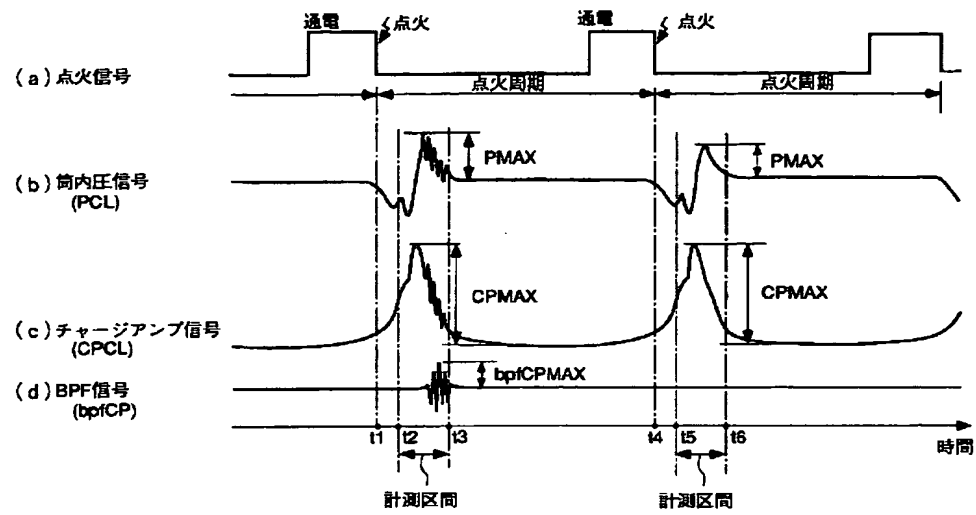 通電 点火 通電 点火
(a)点火信号
点火周期 点火周期
PMAX PMAX
(b)筒内圧信号
(PCL)
CPMAX CPMAX
(c)チャージアンプ信号
(CPCL)
bpfCPMAX
(d)BPF信号
(bpfCP)
t1 t2 t3 t4 t5 t6
時間
計測区間 計測区間